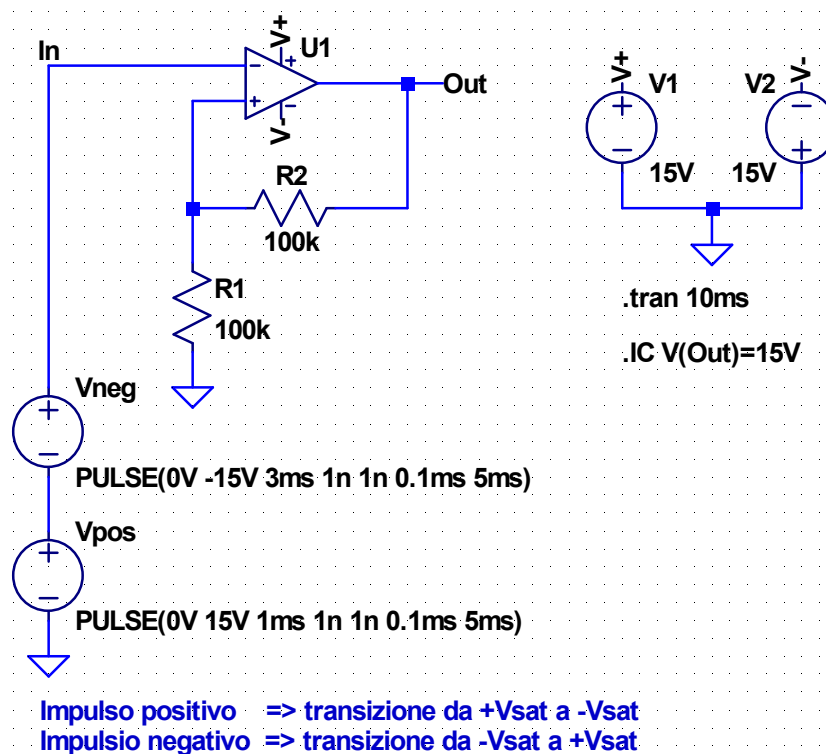 In
V+
U1
V-
Out
R2
100k
R1
100k
V+
V1
15V
V2
V-
15V
.tran 10ms
.IC V(Out)=15V
Vneg
PULSE(0V -15V 3ms 1n 1n 0.1ms 5ms)
Vpos
PULSE(0V 15V 1ms 1n 1n 0.1ms 5ms)
Impulso positivo => transizione da +Vsat a -Vsat
Impulsio negativo => transizione da -Vsat a +Vsat